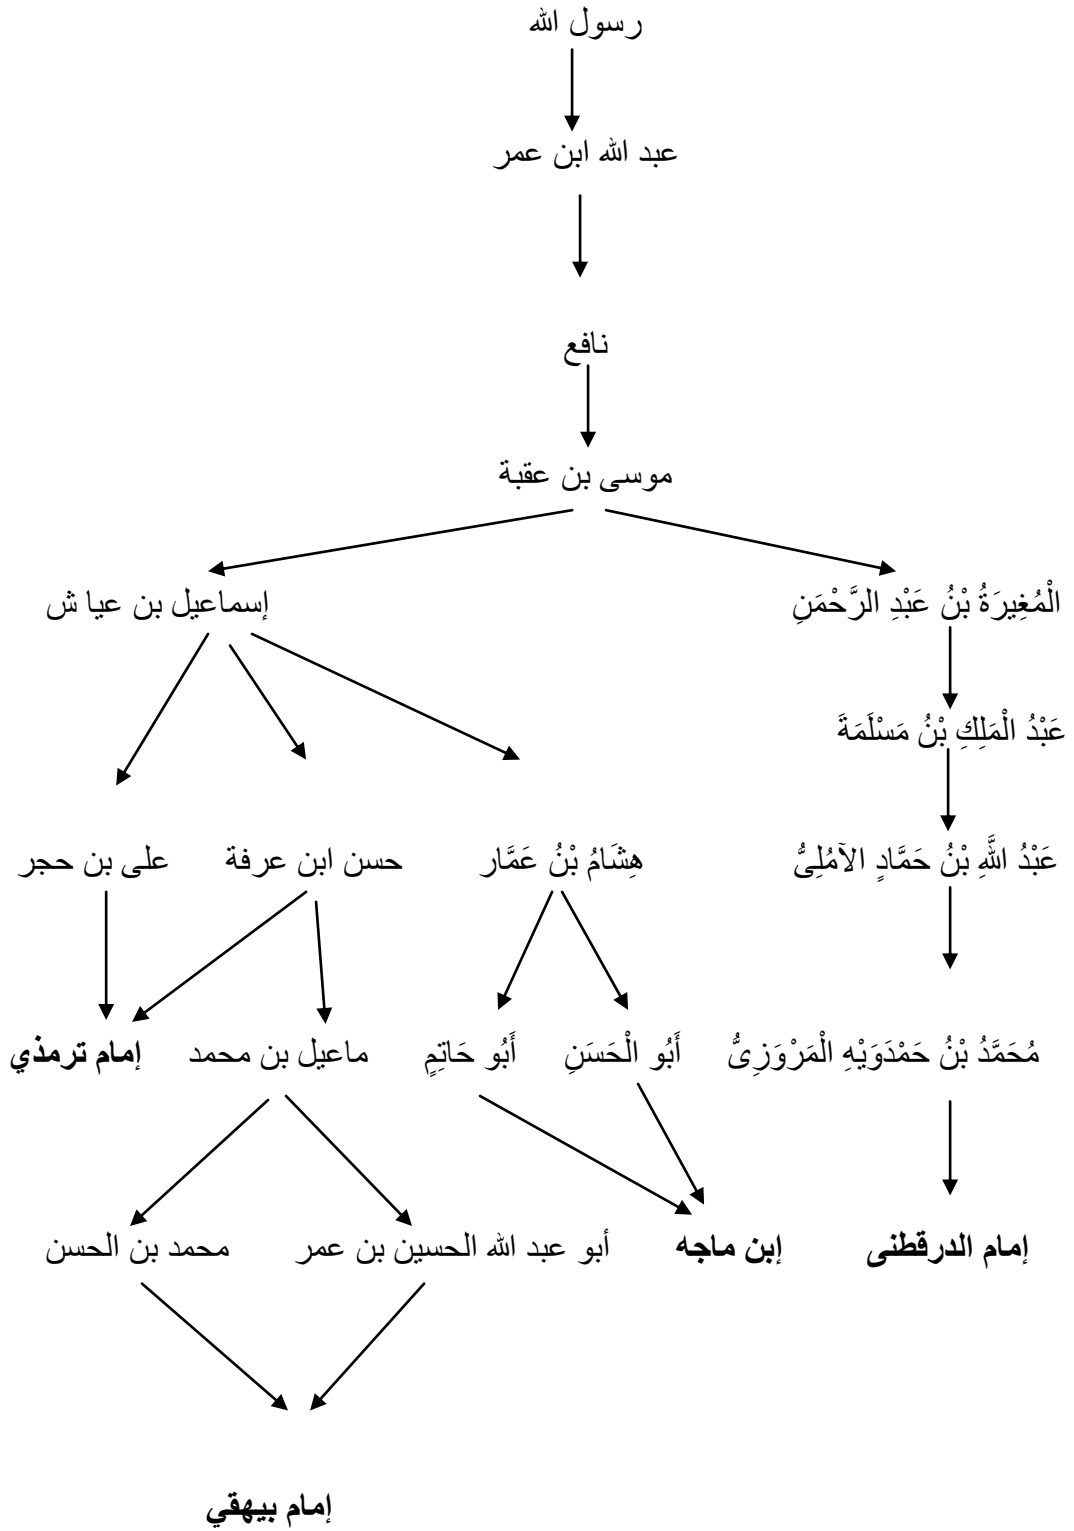 رسول الله
عبد الله ابن عمر
نافع
موسى بن عقبة
الْمُغِيرَةُ بْنُ عَبْدِ الرَّحْمَنِ
إسماعيل بن عيا ش
عَبْدُ الْمَلِكِ بْنُ مَسْلَمَةَ
عَبْدُ اللَّهِ بْنُ حَمَّادٍ الآمُلِىُّ
هِشَامُ بْنُ عَمَّار
حسن ابن عرفة
على بن حجر
مُحَمَّدُ بْنُ حَمْدَوَيْهِ الْمَرْوَزِىُّ
أَبُو الْحَسَنِ
أَبُو حَاتِمٍ
ماعيل بن محمد
إمام ترمذي
إمام الدرقطنى
إبن ماجه
أبو عبد الله الحسين بن عمر
محمد بن الحسن
إمام بيهقي